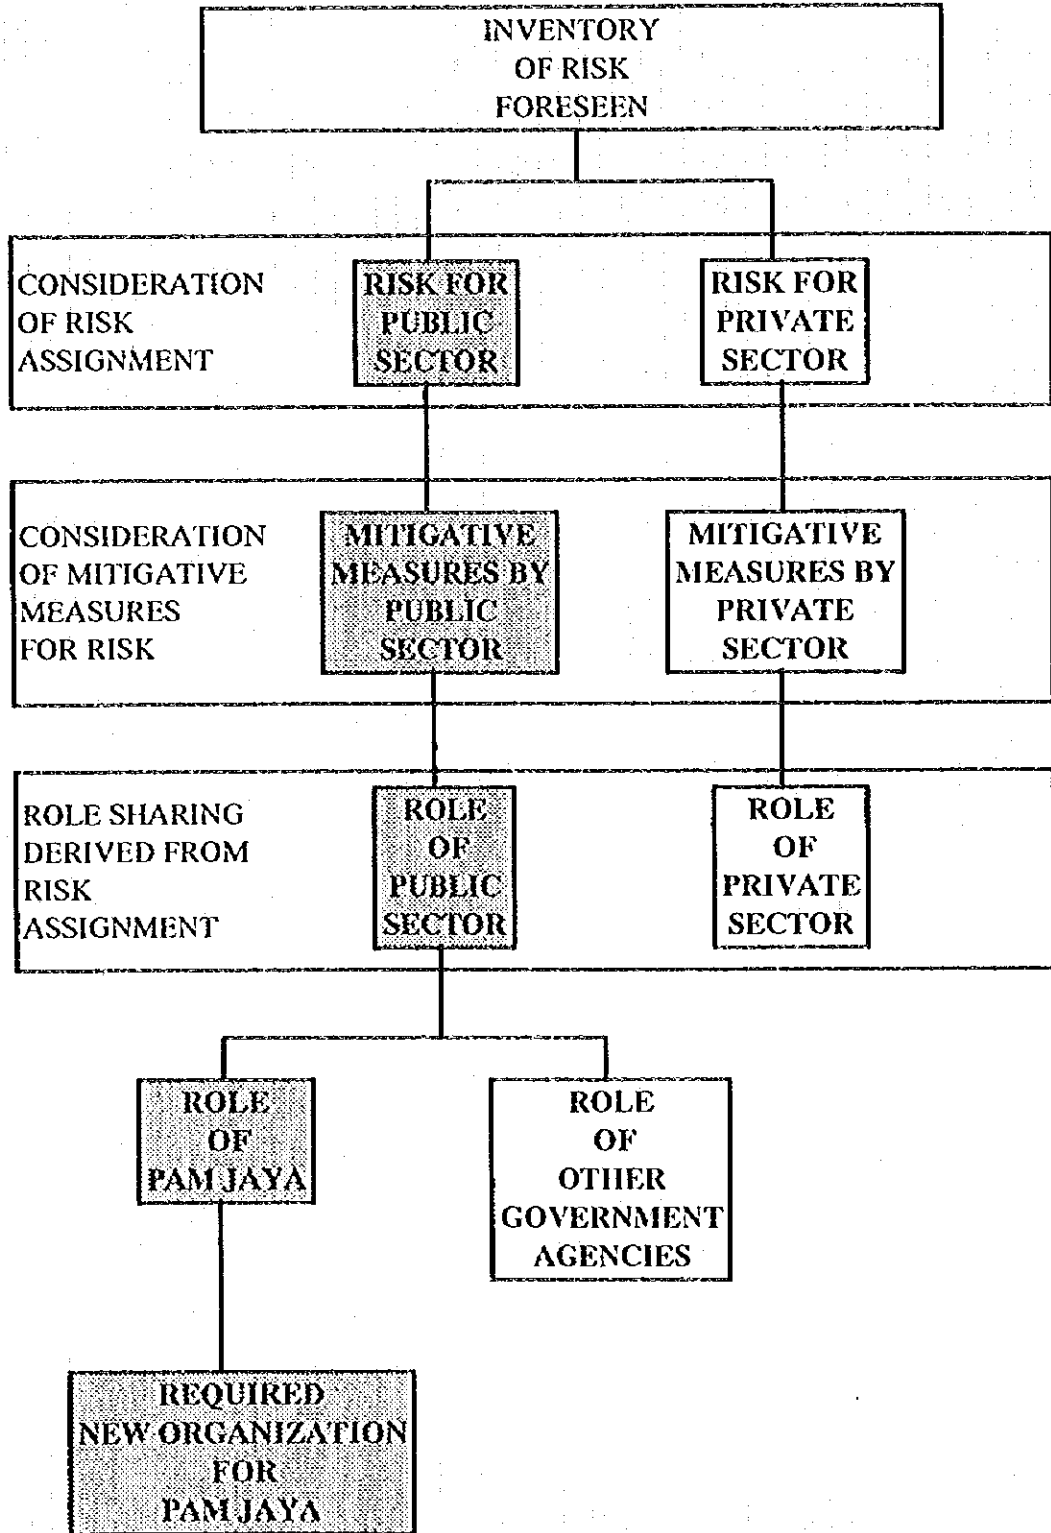 INVENTORY
OF RISK
FORESEEN
CONSIDERATION
OF RISK
ASSIGNMENT
RISK FOR
PUBLIC
SECTOR
RISK FOR
PRIVATE
SECTOR
CONSIDERATION
OF MITIGATIVE
MEASURES
FOR RISK
MITIGATIVE
MEASURES BY
PUBLIC
SECTOR
MITIGATIVE
MEASURES BY
PRIVATE
SECTOR
ROLE SHARING
DERIVED FROM
RISK
ASSIGNMENT
ROLE
OF
PUBLIC
SECTOR
ROLE
OF
PRIVATE
SECTOR
ROLE
OF
PAM JAYA
ROLE
OF
OTHER
GOVERNMENT
AGENCIES
REQUIRED
NEW ORGANIZATION
FOR
PAM JAYA